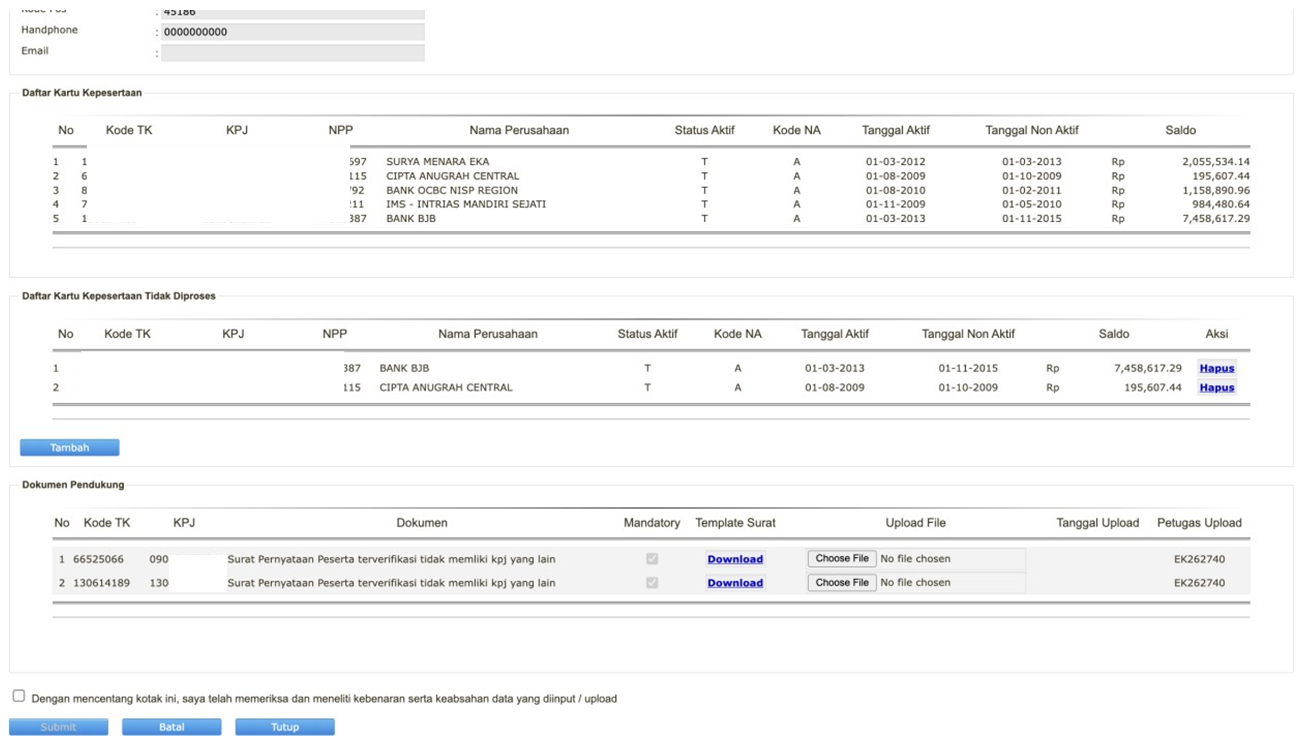 : 45186
Handphone : 0000000000
Email :
Daftar Kartu Kepesertaan
No Kode TK KPJ NPP Nama Perusahaan Status Aktif Kode NA Tanggal Aktif Tanggal Non Aktif Saldo
1 1 597 SURYA MENARA EKA T A 01-03-2012 01-03-2013 Rp 2,055,534.14
2 6 115 CIPTA ANUGRAH CENTRAL T A 01-08-2009 01-10-2009 Rp 195,607.44
3 8 792 BANK OCBC NISP REGION T A 01-08-2010 01-02-2011 Rp 1,158,890.96
4 7 211 IMS - INTRIAS MANDIRI SEJATI T A 01-11-2009 01-05-2010 Rp 984,480.64
5 1 387 BANK BJB T A 01-03-2013 01-11-2015 Rp 7,458,617.29
Daftar Kartu Kepesertaan Tidak Diproses
No Kode TK KPJ NPP Nama Perusahaan Status Aktif Kode NA Tanggal Aktif Tanggal Non Aktif Saldo Aksi
1 387 BANK BJB T A 01-03-2013 01-11-2015 Rp 7,458,617.29 Hapus
2 115 CIPTA ANUGRAH CENTRAL T A 01-08-2009 01-10-2009 Rp 195,607.44 Hapus
Tambah
Dokumen Pendukung
No Kode TK KPJ Dokumen Mandatory Template Surat Upload File Tanggal Upload Petugas Upload
1 66525066 090 Surat Pernyataan Peserta terverifikasi tidak memliki kpj yang lain Download Choose File No file chosen EK262740
2 130614189 130 Surat Pernyataan Peserta terverifikasi tidak memliki kpj yang lain Download Choose File No file chosen EK262740
Dengan mencentang kotak ini, saya telah memeriksa dan meneliti kebenaran serta keabsahan data yang diinput / upload
Submit Batal Tutup